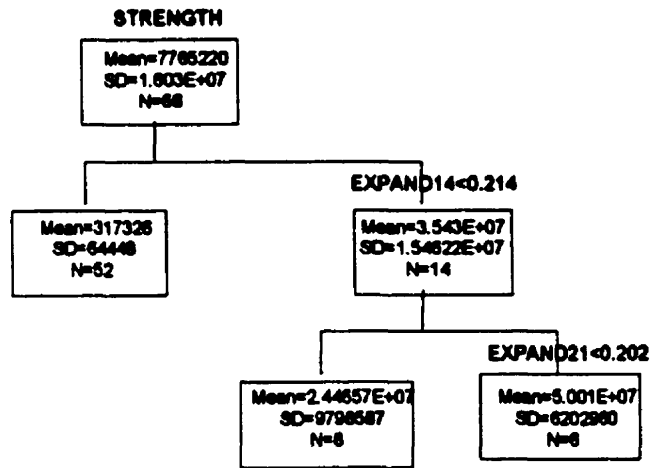 STRENGTH
Mean=7765220
SD=1.603E+07
N=66
EXPAND14<0.214
Mean=317326
SD=64448
N=52
Mean=3.543E+07
SD=1.54622E+07
N=14
EXPAND21<0.202
Mean=2.44657E+07
SD=9796587
N=8
Mean=5.001E+07
SD=6202960
N=6